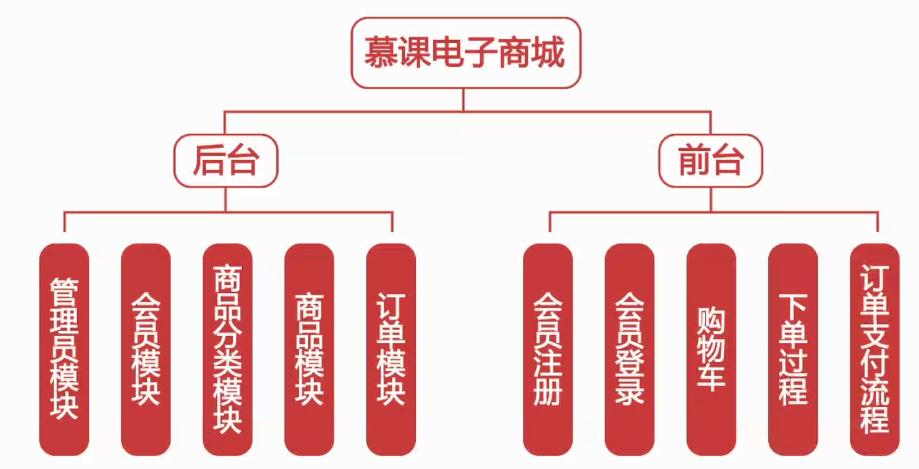 慕课电子商城
后台
前台
管理员模块
会员模块
商品分类模块
商品模块
订单模块
会员注册
会员登录
购物车
下单过程
订单支付流程